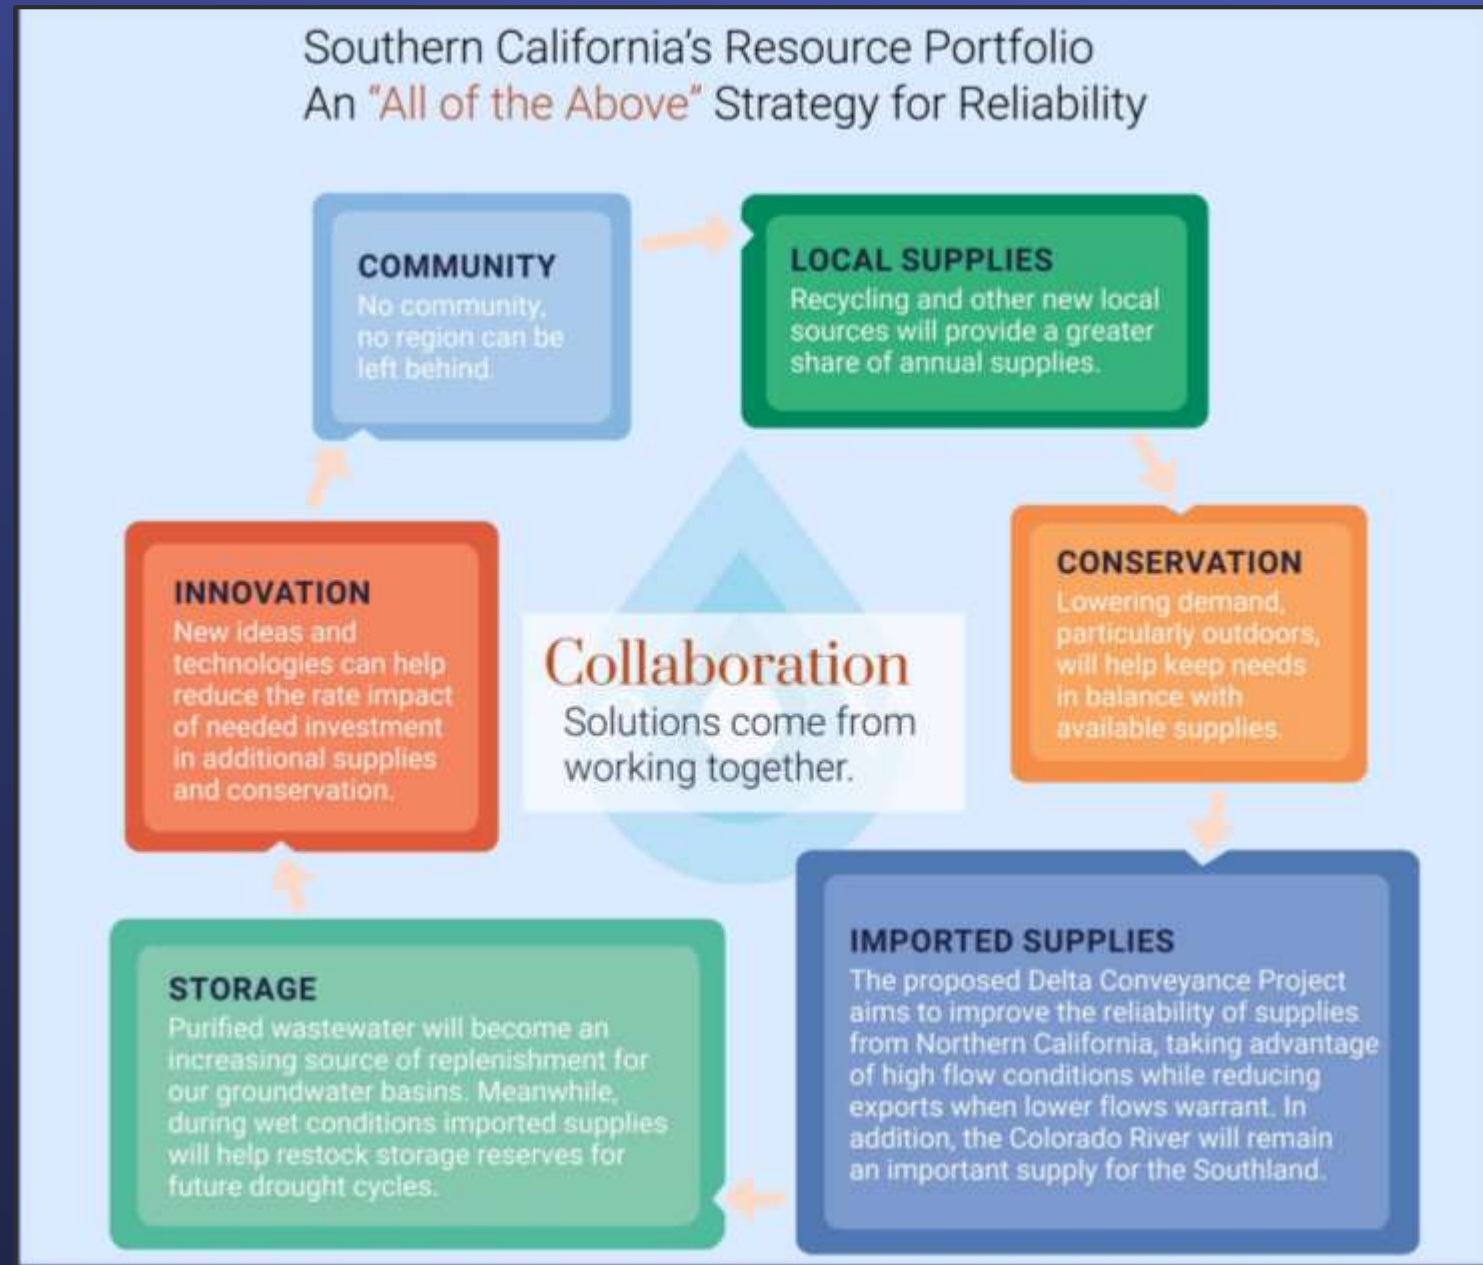 Southern California’s Resource Portfolio
An “All of the Above” Strategy for Reliability
COMMUNITY
No community,
no region can be
left behind.
LOCAL SUPPLIES
Recycling and other new local
sources will provide a greater
share of annual supplies.
CONSERVATION
Lowering demand,
particularly outdoors,
will help keep needs
in balance with
available supplies.
IMPORTED SUPPLIES
The proposed Delta Conveyance Project
aims to improve the reliability of supplies
from Northern California, taking advantage
of high flow conditions while reducing
exports when lower flows warrant. In
addition, the Colorado River will remain
an important supply for the Southland.
STORAGE
Purified wastewater will become an
increasing source of replenishment for
our groundwater basins. Meanwhile,
during wet conditions imported supplies
will help restock storage reserves for
future drought cycles.
INNOVATION
New ideas and
technologies can help
reduce the rate impact
of needed investment
in additional supplies
and conservation.
Collaboration
Solutions come from
working together.